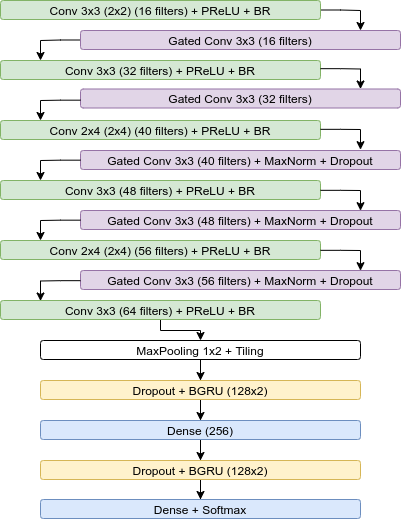 Conv 3x3 (2x2) (16 filters) + PReLU + BR
Gated Conv 3x3 (16 filters)
Conv 3x3 (32 filters) + PReLU + BR
Gated Conv 3x3 (32 filters)
Conv 2x4 (2x4) (40 filters) + PReLU + BR
Gated Conv 3x3 (40 filters) + MaxNorm + Dropout
Conv 3x3 (48 filters) + PReLU + BR
Gated Conv 3x3 (48 filters) + MaxNorm + Dropout
Conv 2x4 (2x4) (56 filters) + PReLU + BR
Gated Conv 3x3 (56 filters) + MaxNorm + Dropout
Conv 3x3 (64 filters) + PReLU + BR
MaxPooling 1x2 + Tiling
Dropout + BGRU (128x2)
Dense (256)
Dropout + BGRU (128x2)
Dense + Softmax